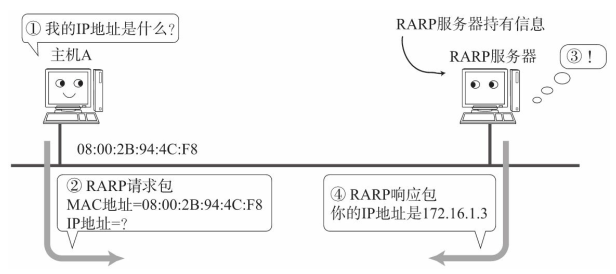 ① 我的IP地址是什么?
主机A
RARP服务器持有信息
RARP服务器
③ !
08:00:2B:94:4C:F8
② RARP请求包
MAC地址=08:00:2B:94:4C:F8
IP地址=?
④ RARP响应包
你的IP地址是172.16.1.3